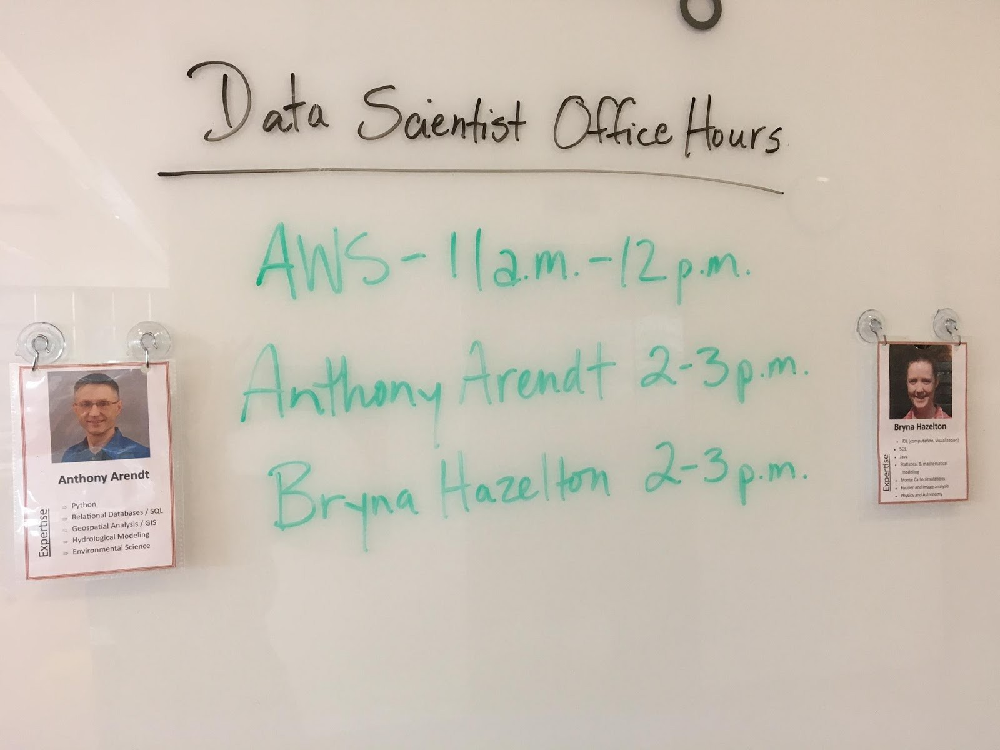 Data Scientist Office Hours
AWS - 11a.m. - 12p.m.
Anthony Arendt 2-3p.m.
Bryna Hazelton 2-3p.m.
Anthony Arendt
Expertise
Python
Relational Databases / SQL
Geospatial Analysis / GIS
Hydrological Modeling
Environmental Science
Bryna Hazelton
Expertise
IDL (computation, visualization)
SQL
Java
Statistical & mathematical
modeling
Monte Carlo simulations
Fourier and image analysis
Physics and Astronomy